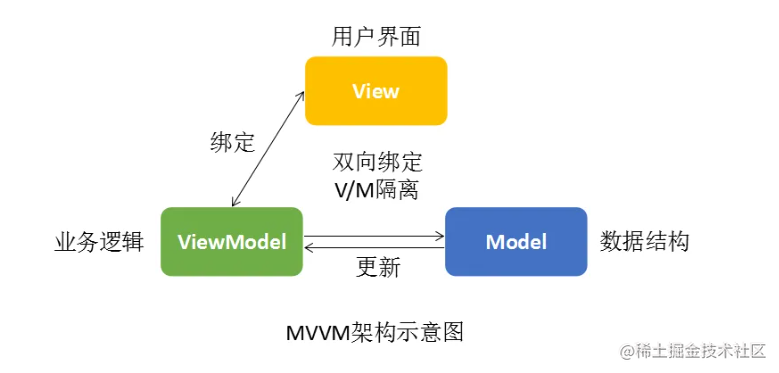 用户界面
View
绑定
双向绑定
V/M隔离
业务逻辑
ViewModel
Model
数据结构
更新
MVVM架构示意图
@稀土掘金技术社区